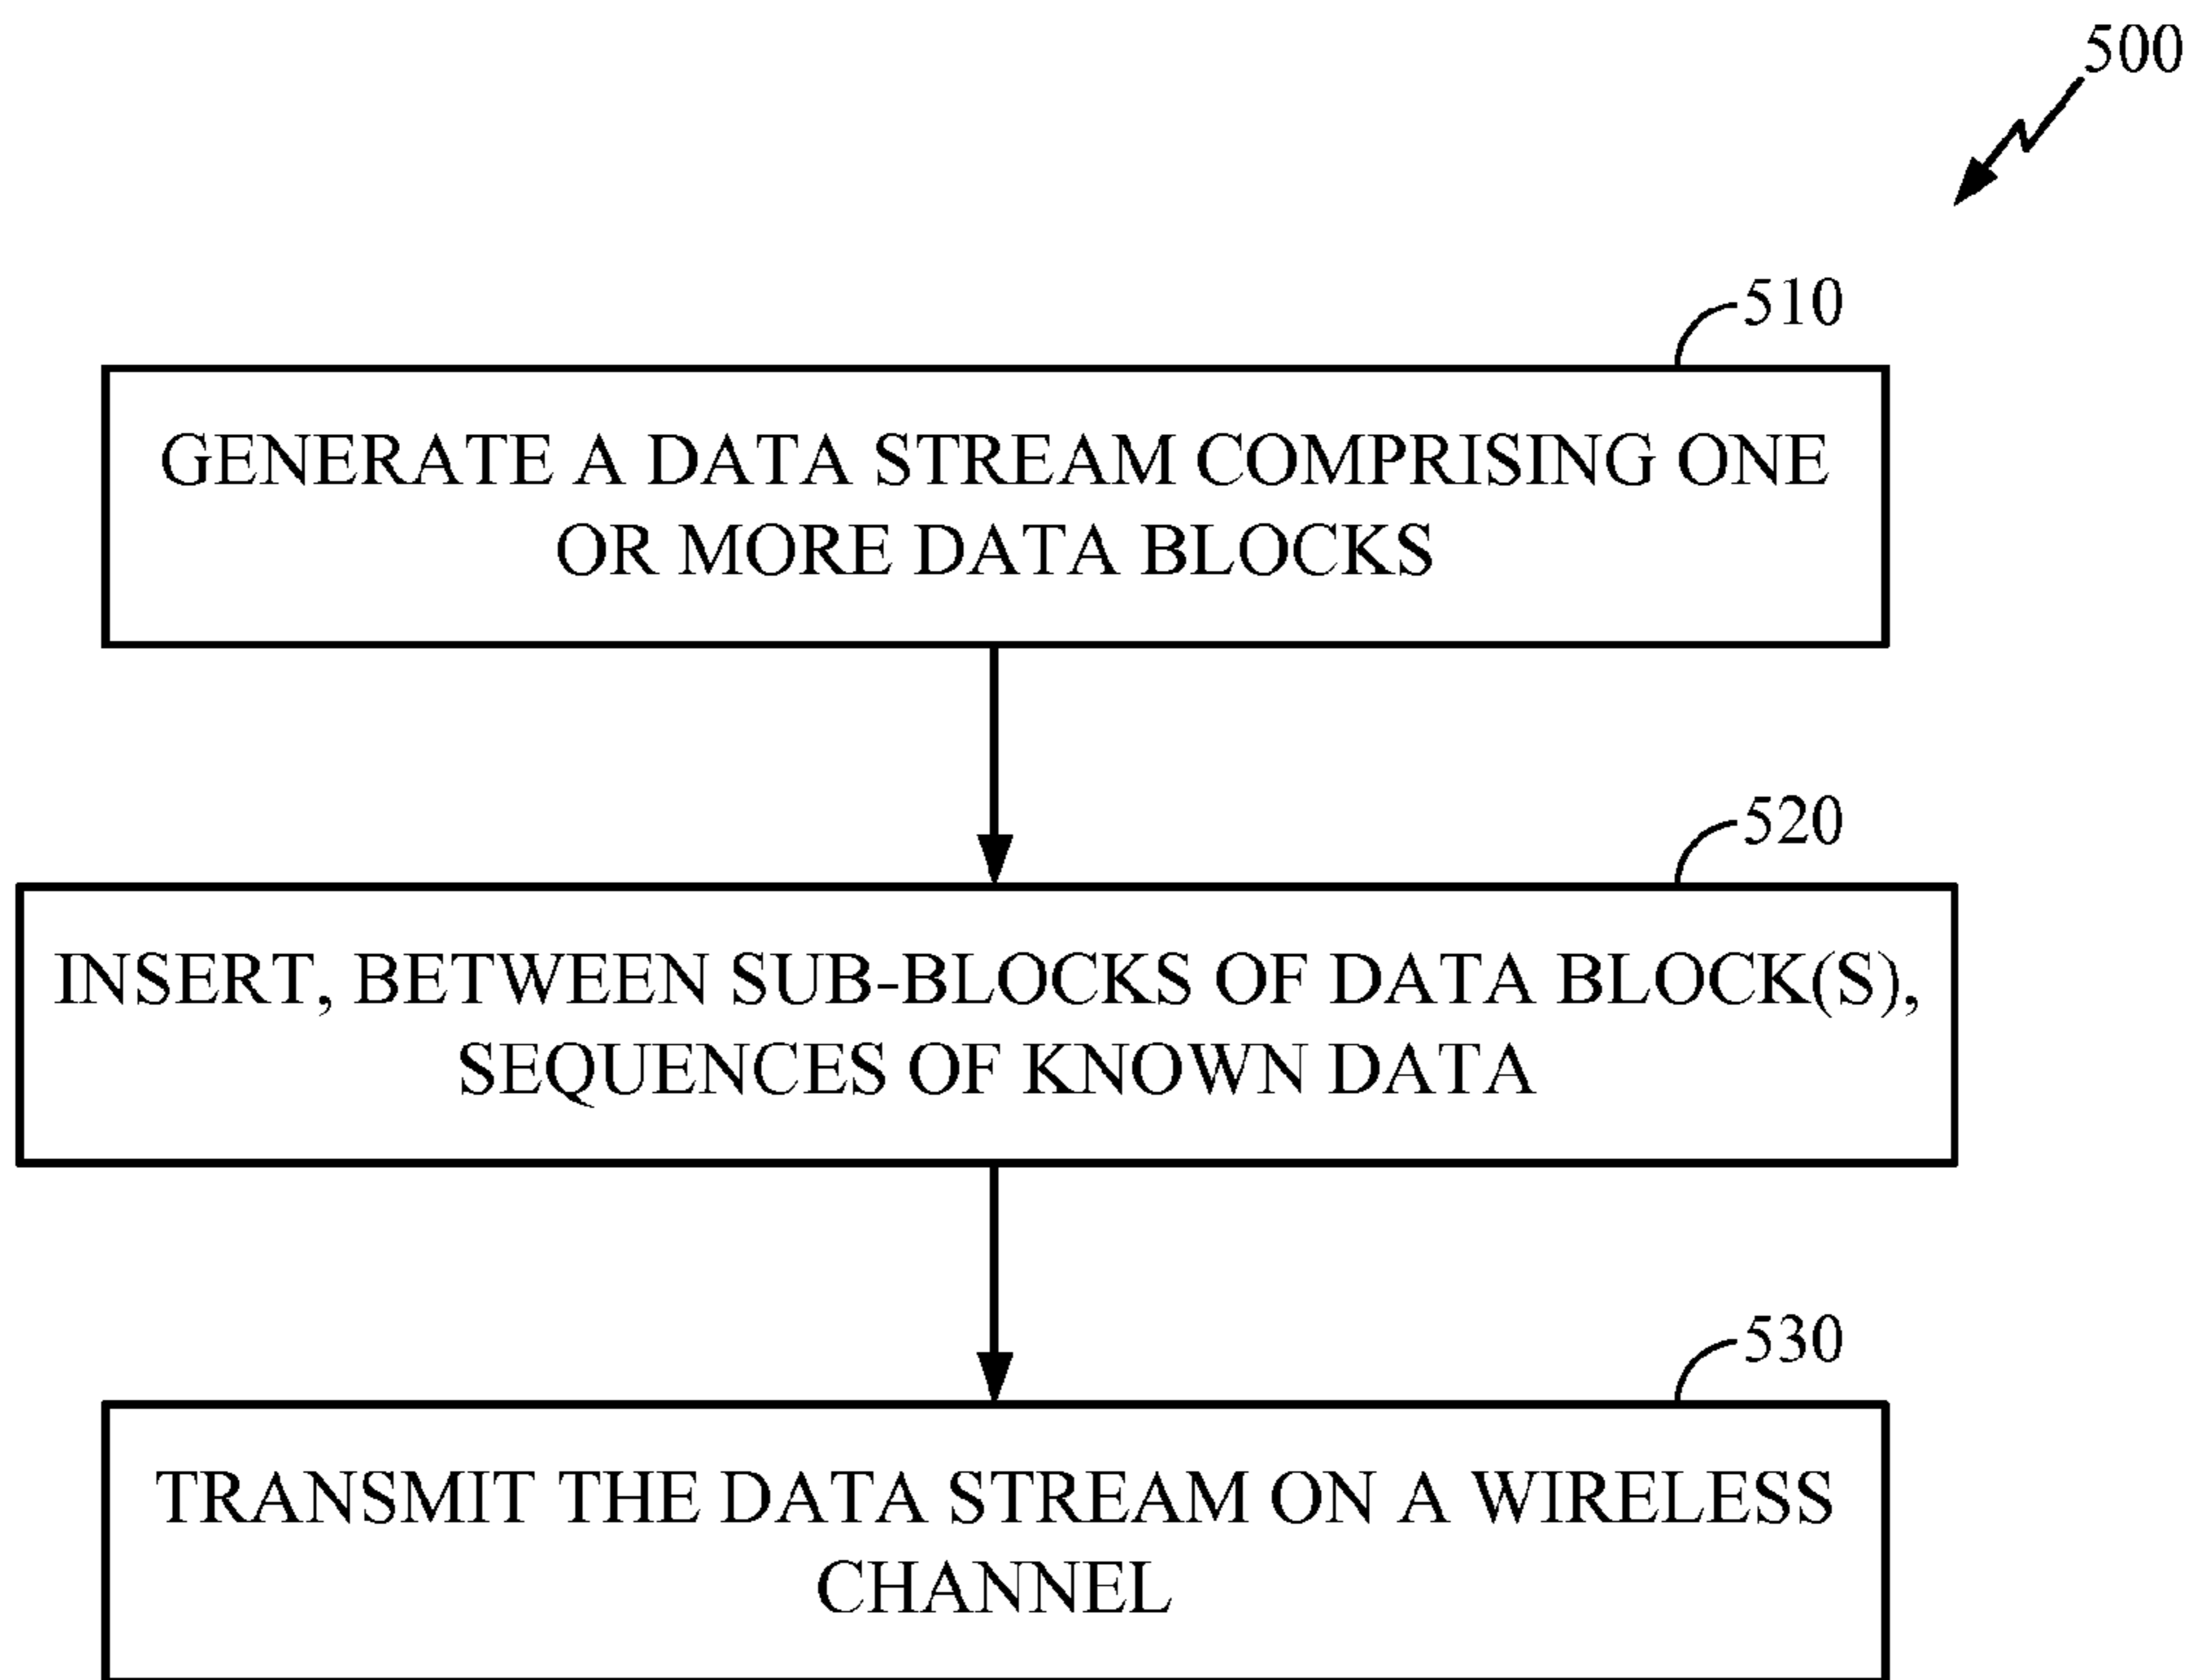 500
510
GENERATE A DATA STREAM COMPRISING ONE
OR MORE DATA BLOCKS
520
INSERT, BETWEEN SUB-BLOCKS OF DATA BLOCK(S),
SEQUENCES OF KNOWN DATA
530
TRANSMIT THE DATA STREAM ON A WIRELESS
CHANNEL